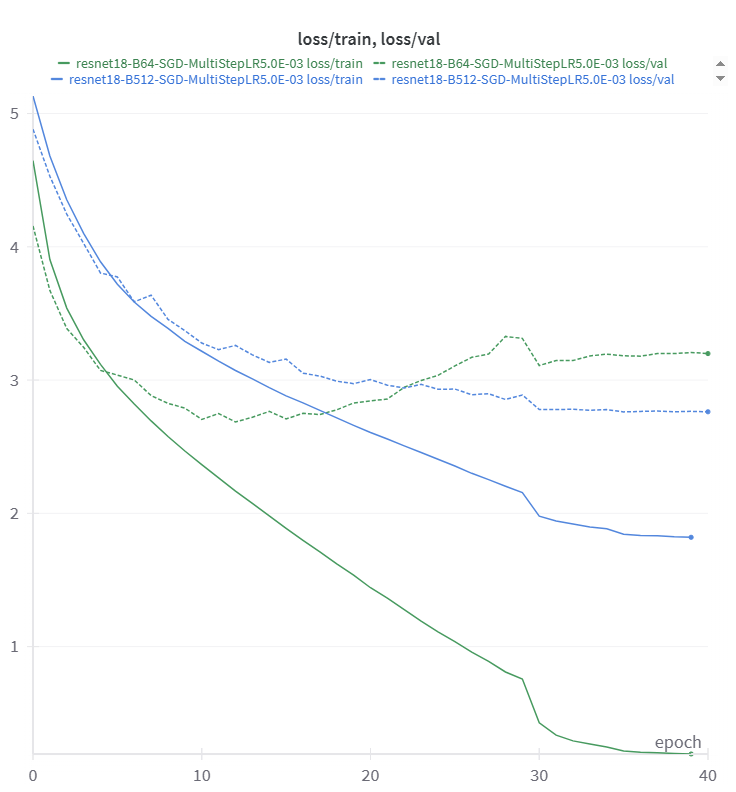 loss/train, loss/val
resnet18-B64-SGD-MultiStepLR5.0E-03 loss/train resnet18-B64-SGD-MultiStepLR5.0E-03 loss/val
resnet18-B512-SGD-MultiStepLR5.0E-03 loss/train resnet18-B512-SGD-MultiStepLR5.0E-03 loss/val
5
4
3
2
1
epoch
0 10 20 30 40